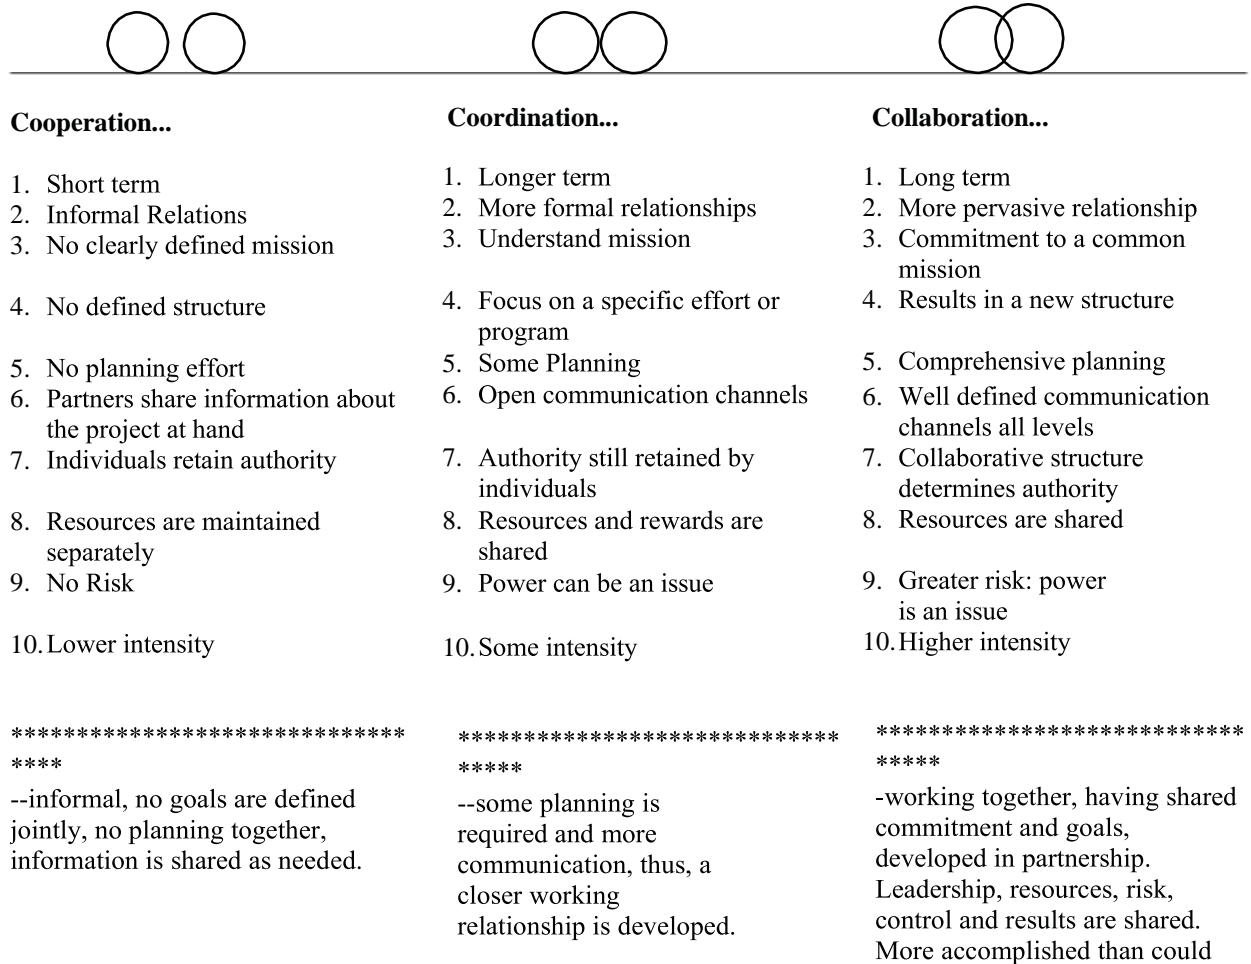 Cooperation...
1. Short term
2. Informal Relations
3. No clearly defined mission
4. No defined structure
5. No planning effort
6. Partners share information about
the project at hand
7. Individuals retain authority
8. Resources are maintained
separately
9. No Risk
10. Lower intensity
******************************
****
--informal, no goals are defined
jointly, no planning together,
information is shared as needed.
Coordination...
1. Longer term
2. More formal relationships
3. Understand mission
4. Focus on a specific effort or
program
5. Some Planning
6. Open communication channels
7. Authority still retained by
individuals
8. Resources and rewards are
shared
9. Power can be an issue
10. Some intensity
*****************************
*****
--some planning is
required and more
communication, thus, a
closer working
relationship is developed.
Collaboration...
1. Long term
2. More pervasive relationship
3. Commitment to a common
mission
4. Results in a new structure
5. Comprehensive planning
6. Well defined communication
channels all levels
7. Collaborative structure
determines authority
8. Resources are shared
9. Greater risk: power
is an issue
10. Higher intensity
****************************
*****
-working together, having shared
commitment and goals,
developed in partnership.
Leadership, resources, risk,
control and results are shared.
More accomplished than could